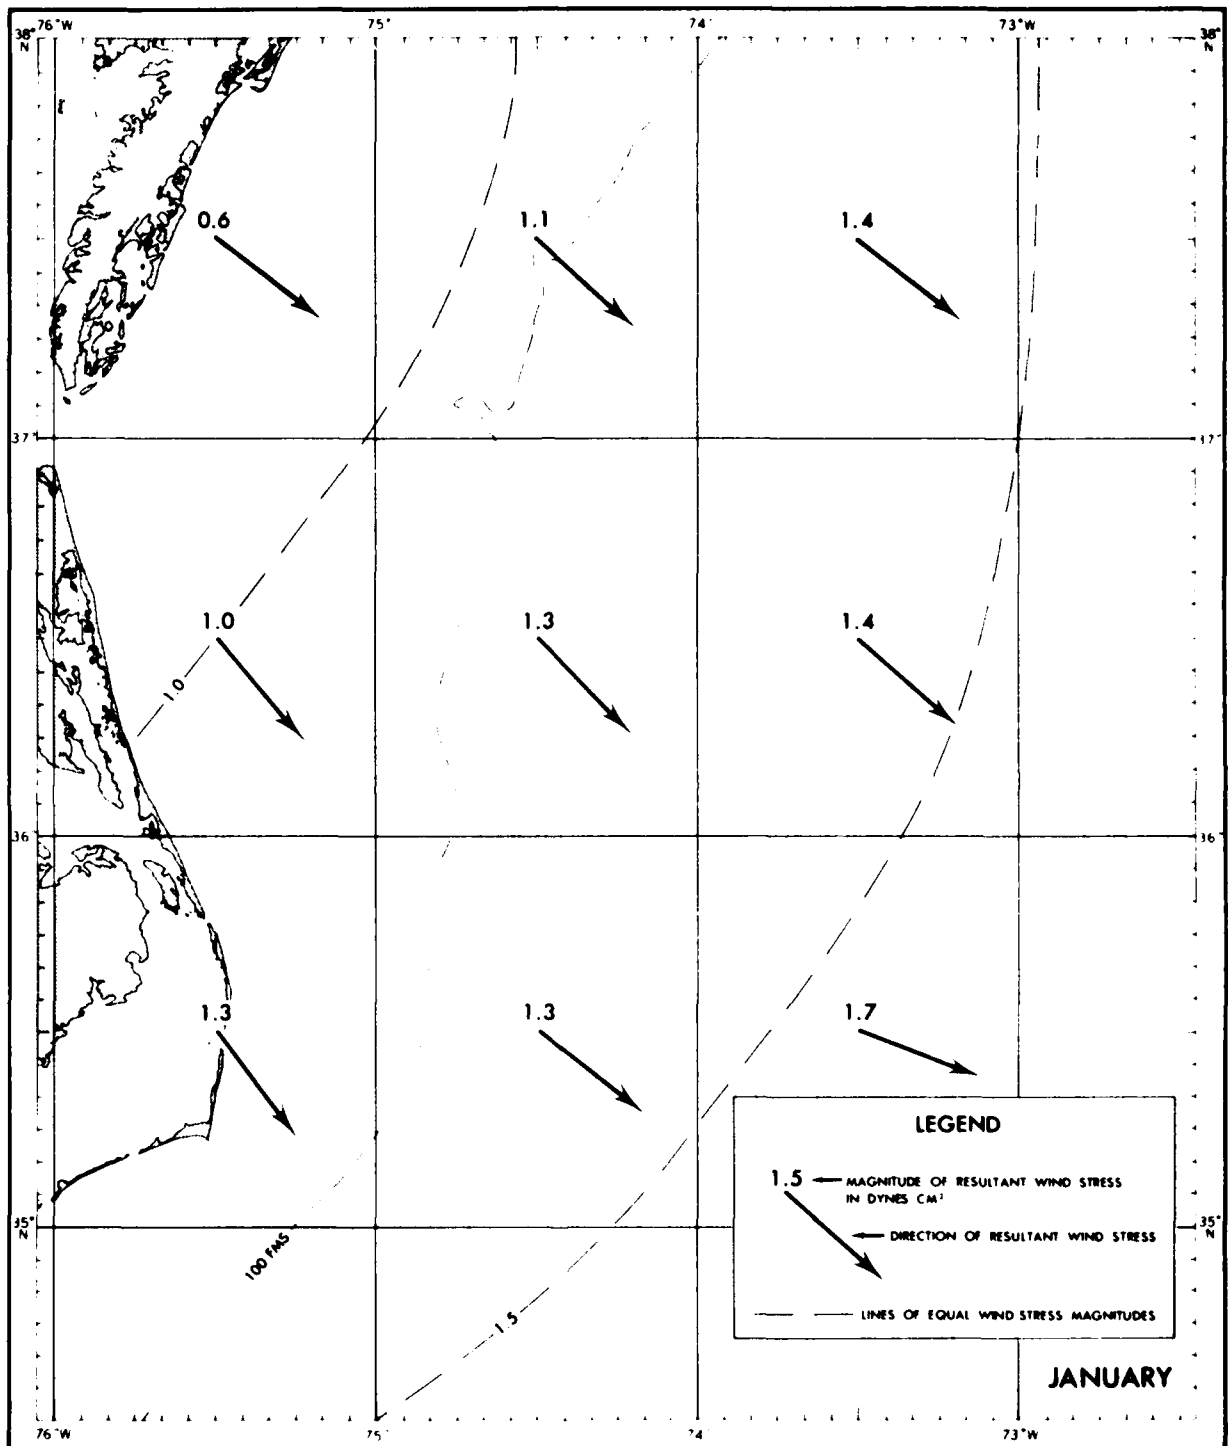 76°W 75° 74° 73°W
38° N 38° N
0.6 1.1 1.4
37° 37°
1.0 1.3 1.4
1.0
36° 36°
1.3 1.3 1.7
LEGEND
1.5 MAGNITUDE OF RESULTANT WIND STRESS
IN DYNES CM²
DIRECTION OF RESULTANT WIND STRESS
LINES OF EQUAL WIND STRESS MAGNITUDES
35° N 35° N
100 FMS
1.5
JANUARY
76°W 75° 74° 73°W